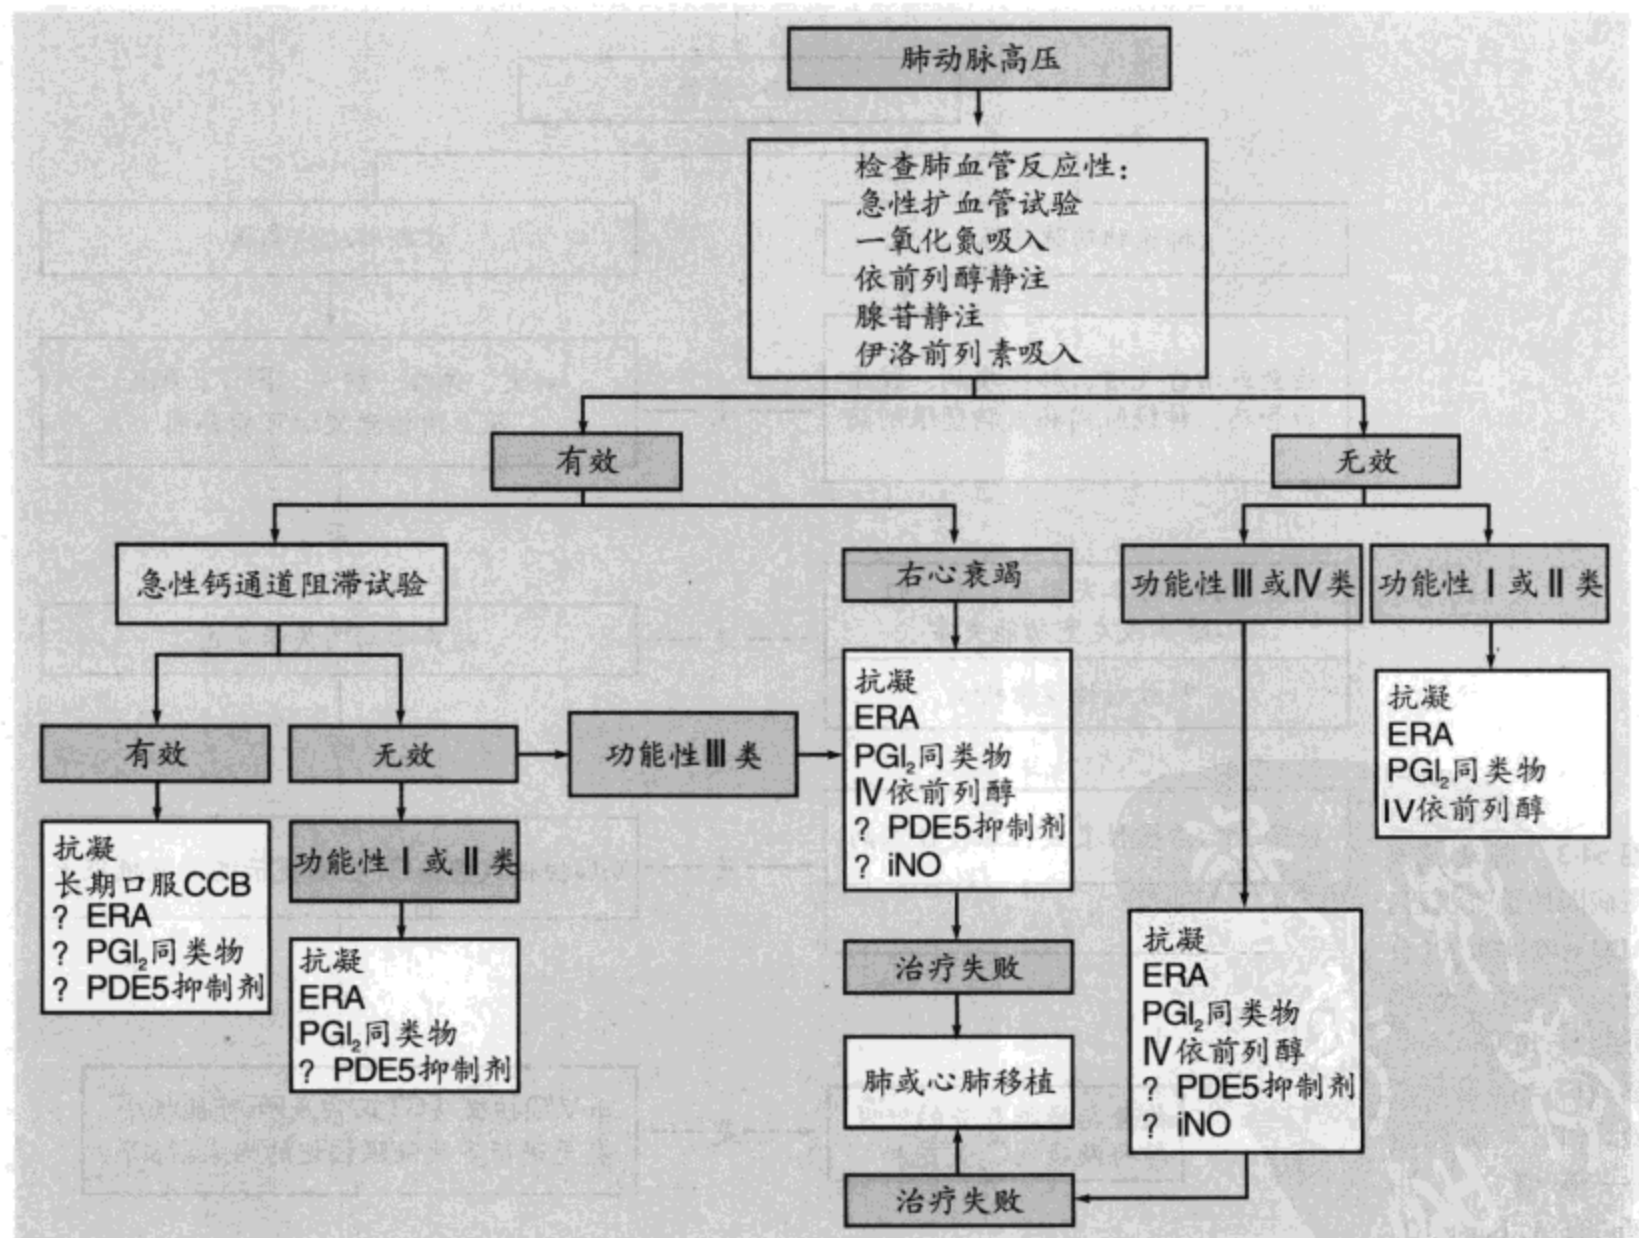 肺动脉高压
检查肺血管反应性：
急性扩血管试验
一氧化氮吸入
依前列醇静注
腺苷静注
伊洛前列素吸入
有效
无效
急性钙通道阻滞试验
右心衰竭
功能性Ⅲ或Ⅳ类
功能性Ⅰ或Ⅱ类
有效
无效
功能性Ⅲ类
抗凝
ERA
PGI₂同类物
Ⅳ依前列醇
? PDE5抑制剂
? iNO
抗凝
ERA
PGI₂同类物
IV依前列醇
抗凝
长期口服CCB
? ERA
? PGI₂同类物
? PDE5抑制剂
功能性Ⅰ或Ⅱ类
抗凝
ERA
PGI₂同类物
? PDE5抑制剂
治疗失败
肺或心肺移植
抗凝
ERA
PGI₂同类物
Ⅳ依前列醇
? PDE5抑制剂
? iNO
治疗失败